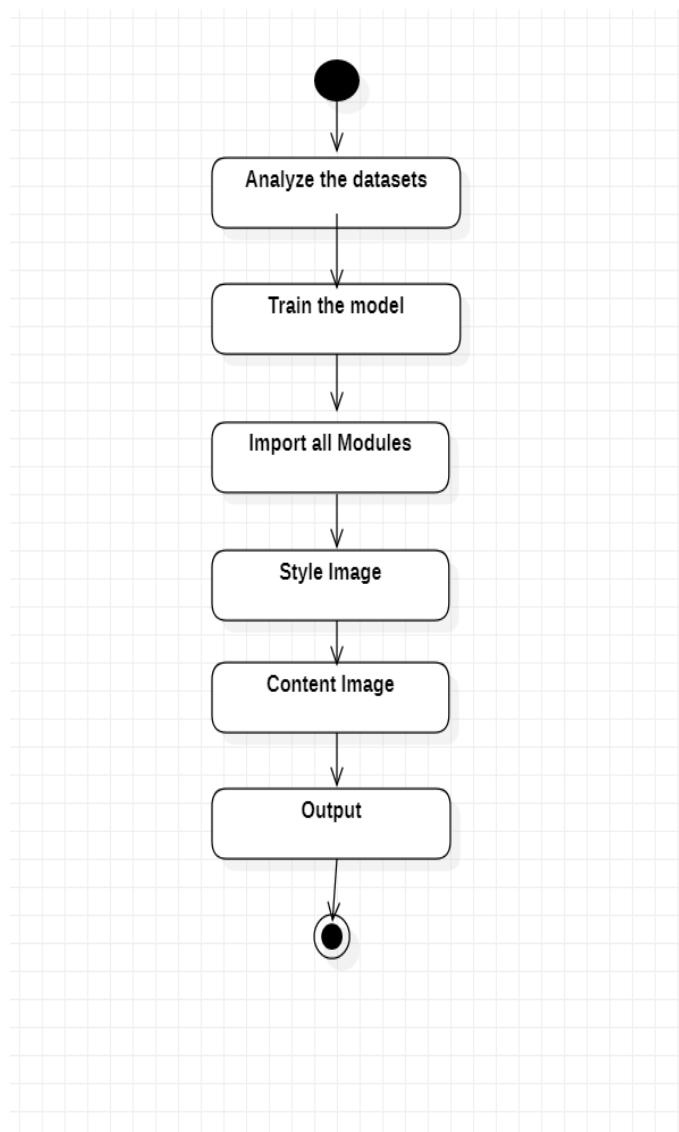 Analyze the datasets
Train the model
Import all Modules
Style Image
Content Image
Output